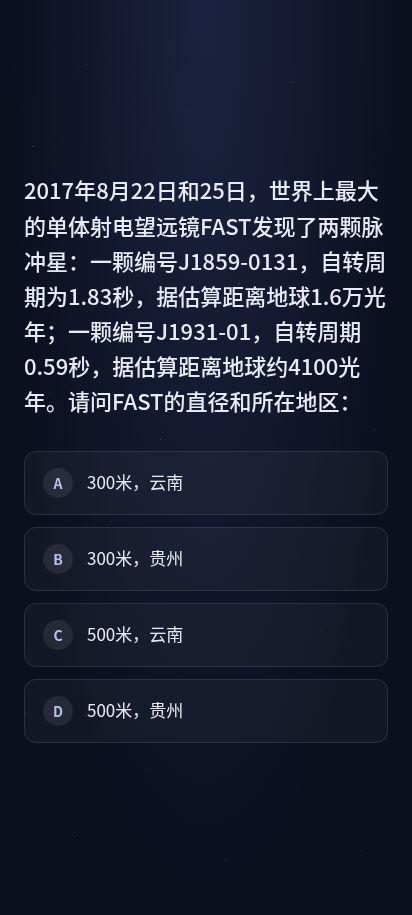 2017年8月22日和25日，世界上最大
的单体射电望远镜FAST发现了两颗脉
冲星：一颗编号J1859-0131，自转周
期为1.83秒，据估算距离地球1.6万光
年；一颗编号J1931-01，自转周期
0.59秒，据估算距离地球约4100光
年。请问FAST的直径和所在地区：
A 300米，云南
B 300米，贵州
C 500米，云南
D 500米，贵州